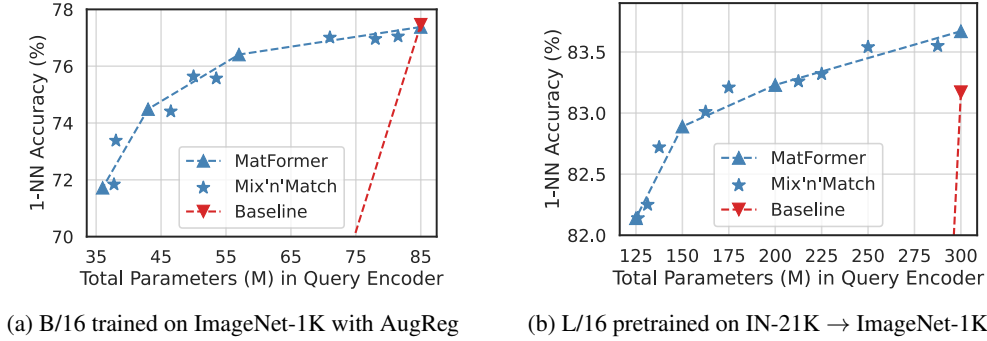 78
76
74
72
70
1-NN Accuracy (%)
MatFormer
Mix'n'Match
Baseline
35 45 55 65 75 85
Total Parameters (M) in Query Encoder
(a) B/16 trained on ImageNet-1K with AugReg
83.5
83.0
82.5
82.0
1-NN Accuracy (%)
MatFormer
Mix'n'Match
Baseline
125 150 175 200 225 250 275 300
Total Parameters (M) in Query Encoder
(b) L/16 pretrained on IN-21K → ImageNet-1K